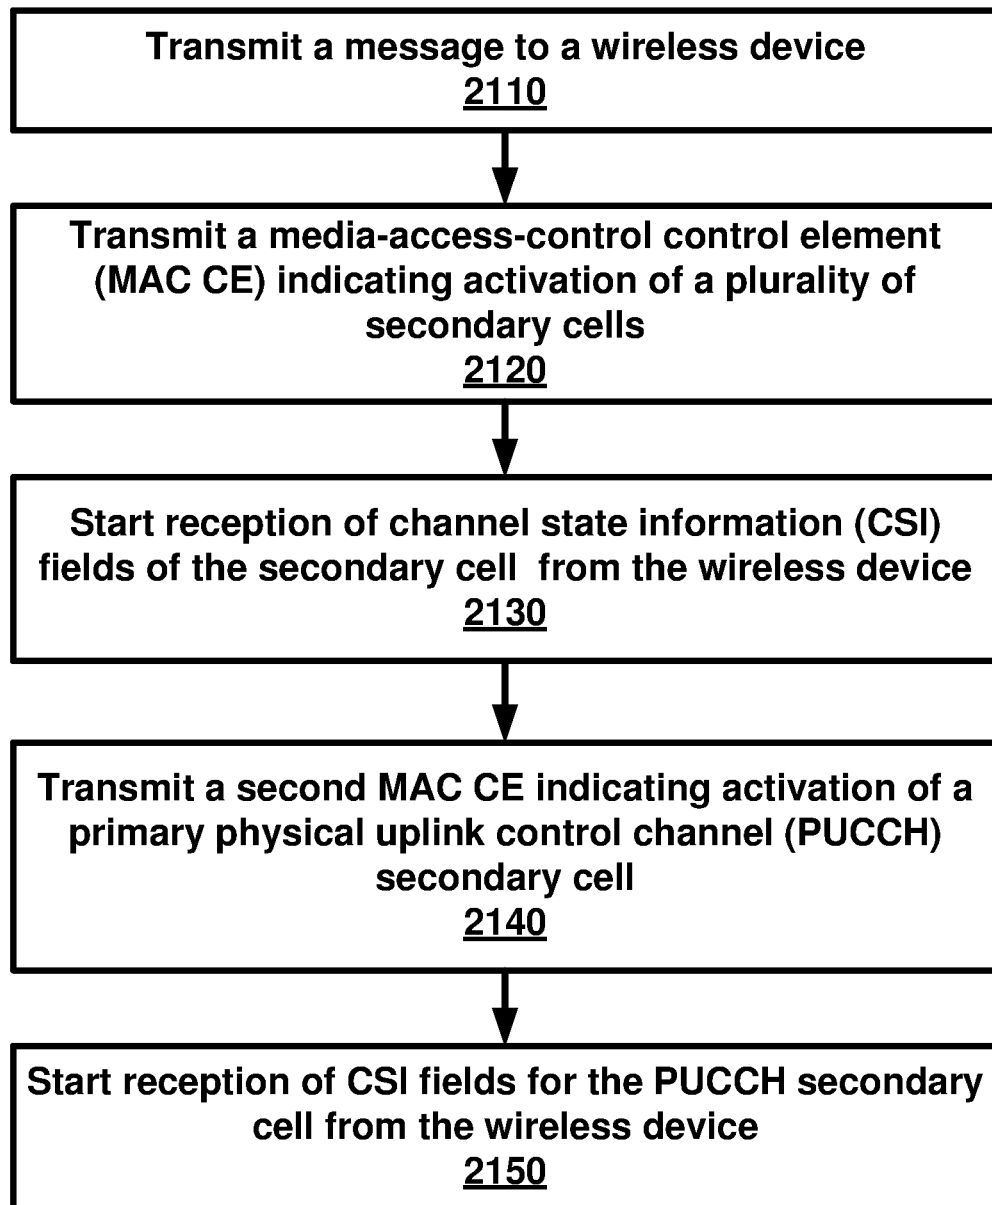 Transmit a message to a wireless device
2110
Transmit a media-access-control control element
(MAC CE) indicating activation of a plurality of
secondary cells
2120
Start reception of channel state information (CSI)
fields of the secondary cell from the wireless device
2130
Transmit a second MAC CE indicating activation of a
primary physical uplink control channel (PUCCH)
secondary cell
2140
Start reception of CSI fields for the PUCCH secondary
cell from the wireless device
2150